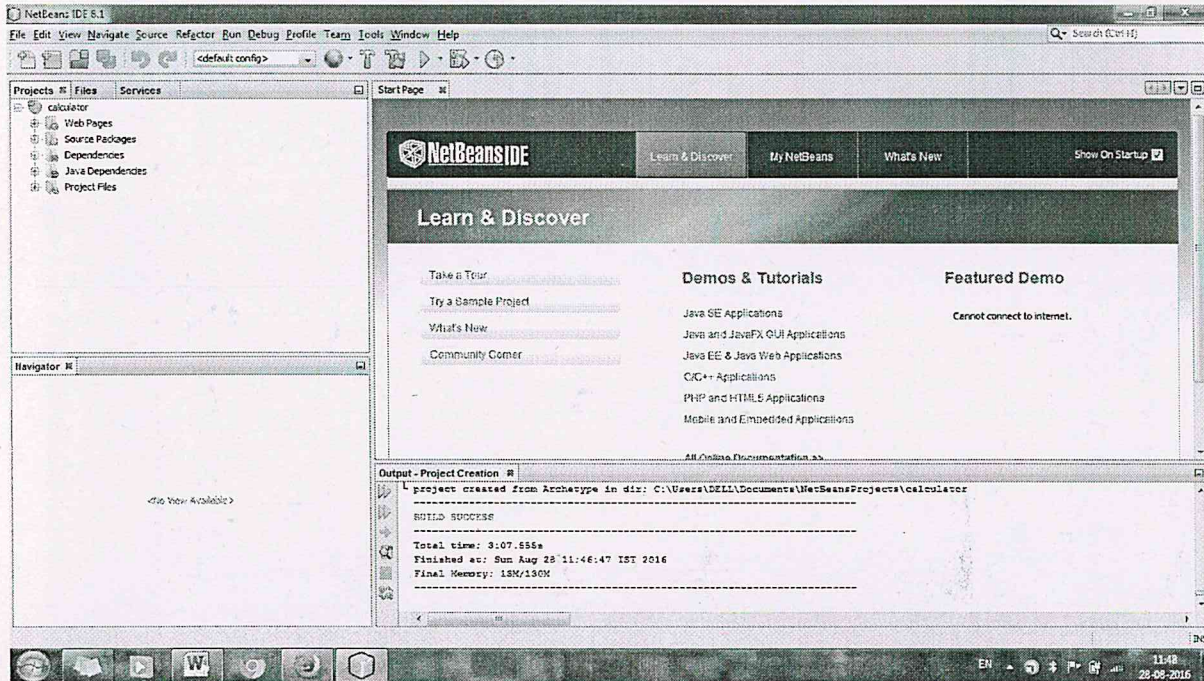 NetBeans IDE 8.1
File Edit View Navigate Source Refactor Run Debug Profile Team Tools Window Help
Search (Ctrl+I)
<default config>
Projects Files Services
calculator
Web Pages
Source Packages
Dependencies
Java Dependencies
Project Files
Navigator
<No View Available>
Start Page
NetBeans IDE
Learn & Discover My NetBeans What's New Show On Startup
Learn & Discover
Take a Tour
Try a Sample Project
What's New
Community Corner
Demos & Tutorials
Java SE Applications
Java and JavaFX GUI Applications
Java EE & Java Web Applications
C/C++ Applications
PHP and HTML5 Applications
Mobile and Embedded Applications
All Online Documentation >>
Featured Demo
Cannot connect to internet.
Output - Project Creation
project created from Archetype in dir: C:\Users\DELL\Documents\NetBeansProjects\calculator
------------------------------------------------------------------------
BUILD SUCCESS
------------------------------------------------------------------------
Total time: 3:07.555s
Finished at: Sun Aug 28 11:46:47 IST 2016
Final Memory: 15M/130M
------------------------------------------------------------------------
IN
EN
11:48
28-08-2016